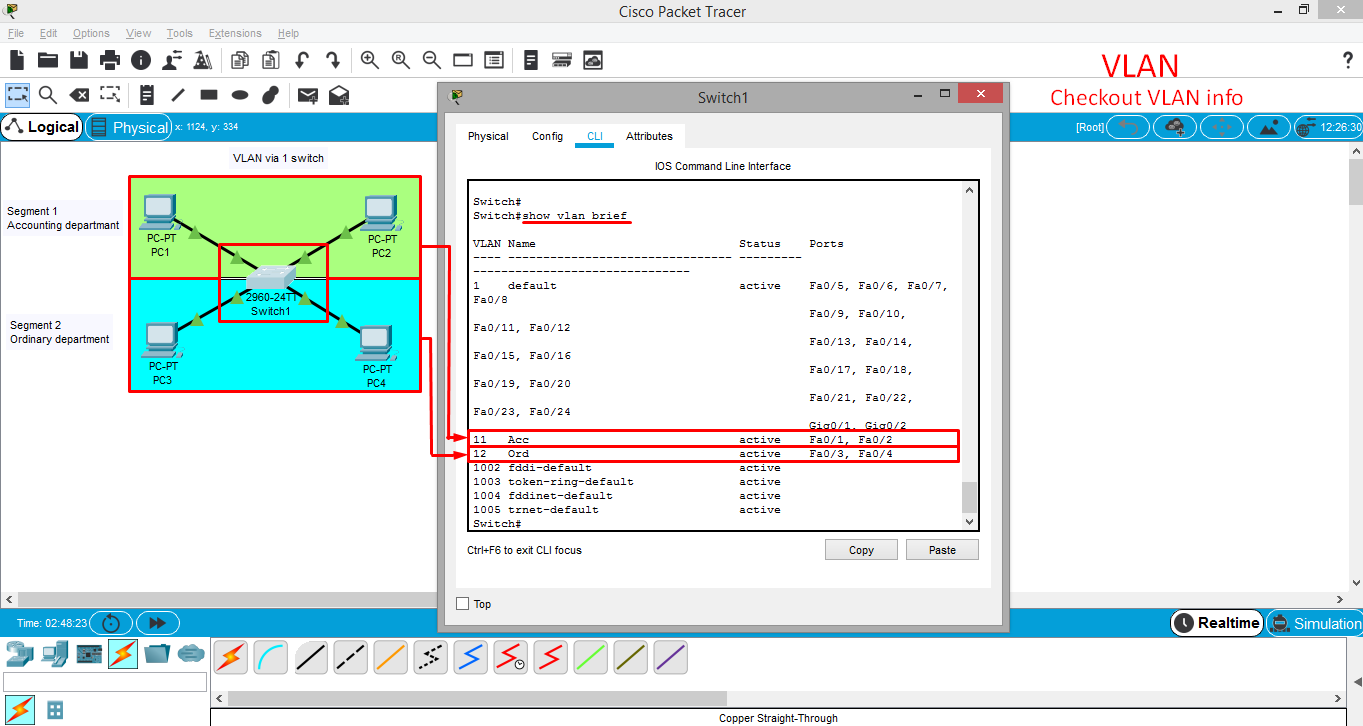 Cisco Packet Tracer
File Edit Options View Tools Extensions Help
VLAN
Checkout VLAN info
Logical Physical x: 1124, y: 334
[Root] 12:26:30
VLAN via 1 switch
Segment 1
Accounting departmant
PC-PT
PC1
PC-PT
PC2
2960-24TT
Switch1
Segment 2
Ordinary department
PC-PT
PC3
PC-PT
PC4
Switch1
Physical Config CLI Attributes
IOS Command Line Interface
Switch#
Switch#show vlan brief
VLAN Name Status Ports
---- -------------------------------- ---------
-------------------------------
1 default active Fa0/5, Fa0/6, Fa0/7,
Fa0/8
Fa0/9, Fa0/10,
Fa0/11, Fa0/12
Fa0/13, Fa0/14,
Fa0/15, Fa0/16
Fa0/17, Fa0/18,
Fa0/19, Fa0/20
Fa0/21, Fa0/22,
Fa0/23, Fa0/24
Gig0/1, Gig0/2
11 Acc active Fa0/1, Fa0/2
12 Ord active Fa0/3, Fa0/4
1002 fddi-default active
1003 token-ring-default active
1004 fddinet-default active
1005 trnet-default active
Switch#
Ctrl+F6 to exit CLI focus
Copy Paste
Top
Time: 02:48:23
Realtime Simulation
Copper Straight-Through